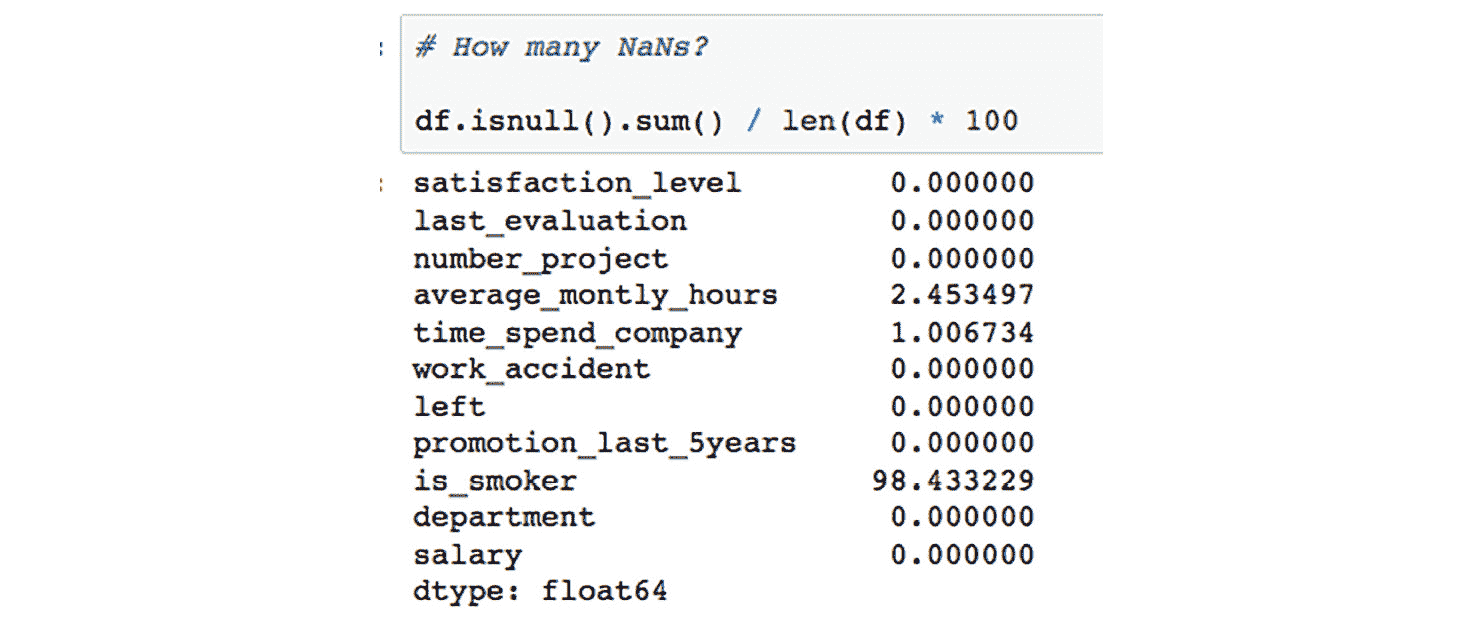 # How many NaNs?
df.isnull().sum() / len(df) * 100
satisfaction_level 0.000000
last_evaluation 0.000000
number_project 0.000000
average_montly_hours 2.453497
time_spend_company 1.006734
work_accident 0.000000
left 0.000000
promotion_last_5years 0.000000
is_smoker 98.433229
department 0.000000
salary 0.000000
dtype: float64